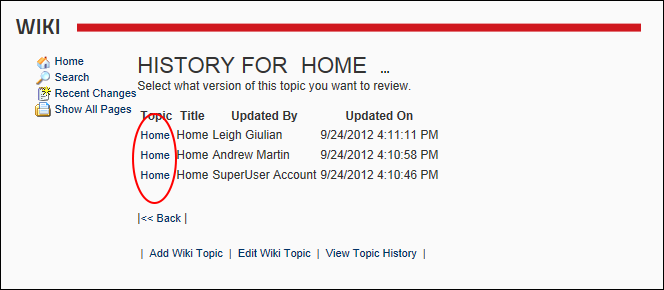 WIKI
Home
Search
Recent Changes
Show All Pages
HISTORY FOR HOME ...
Select what version of this topic you want to review.
Topic Title Updated By Updated On
Home Home Leigh Giulian 9/24/2012 4:11:11 PM
Home Home Andrew Martin 9/24/2012 4:10:58 PM
Home Home SuperUser Account 9/24/2012 4:10:46 PM
|<< Back |
| Add Wiki Topic | Edit Wiki Topic | View Topic History |